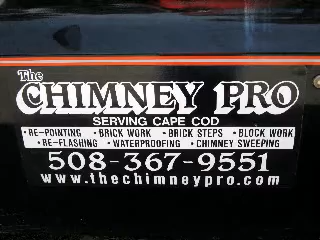 The
CHIMNEY PRO
SERVING CAPE COD
• RE-POINTING • BRICK WORK • BRICK STEPS • BLOCK WORK
• RE-FLASHING • WATERPROOFING • CHIMNEY SWEEPING
508-367-9551
www.thechimneypro.com